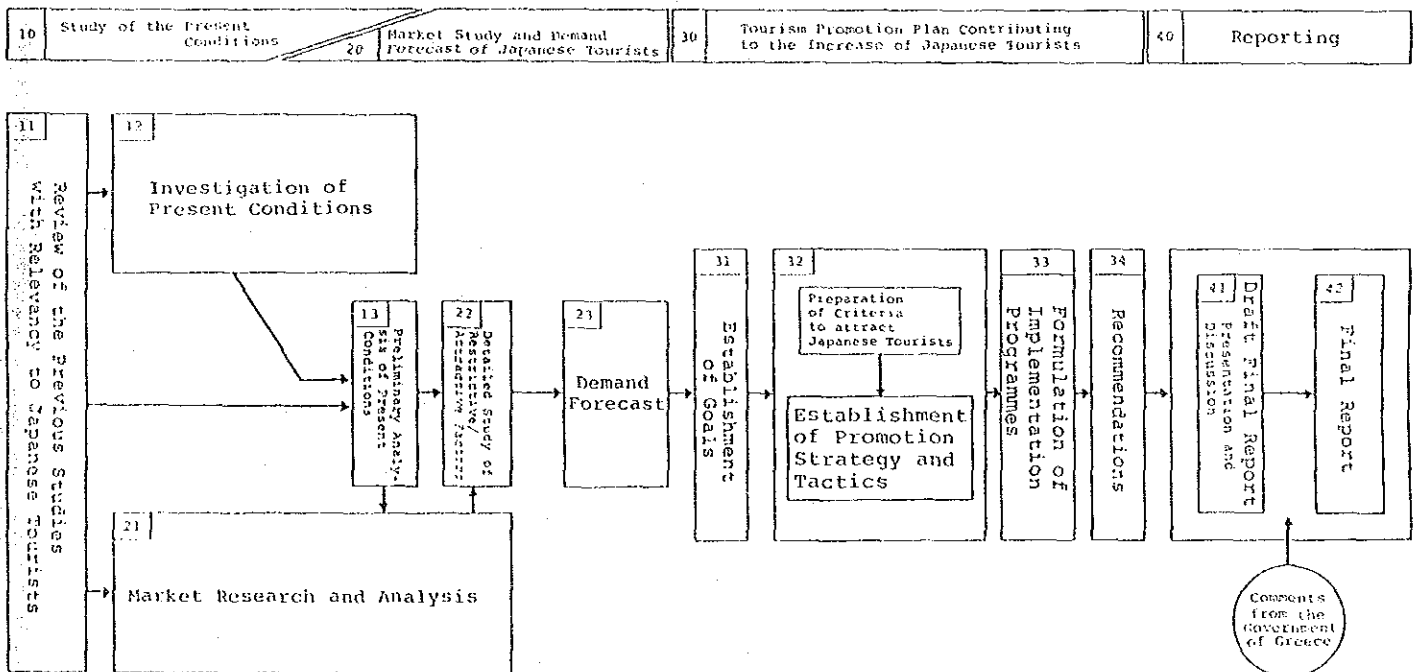 10
Study of the Present
Conditions
20
Market Study and Demand
Forecast of Japanese Tourists
30
Tourism Promotion Plan Contributing
to the Increase of Japanese Tourists
40
Reporting
11
Review of the Previous Studies
with Relevancy to Japanese Tourists
12
Investigation of
Present Conditions
13
Preliminary Analy-
sis of Present
Conditions
22
Detailed Study of
Restrictive/
Attractive Factors
21
Market Research and Analysis
23
Demand
Forecast
31
Establishment
of Goals
32
Preparation
of Criteria
to attract
Japanese Tourists
Establishment
of Promotion
Strategy and
Tactics
33
Formulation of
Implementation
Programmes
34
Recommendations
41
Draft Final Report
Presentation and
Discussion
42
Final Report
Comments
from the
Government
of Greece